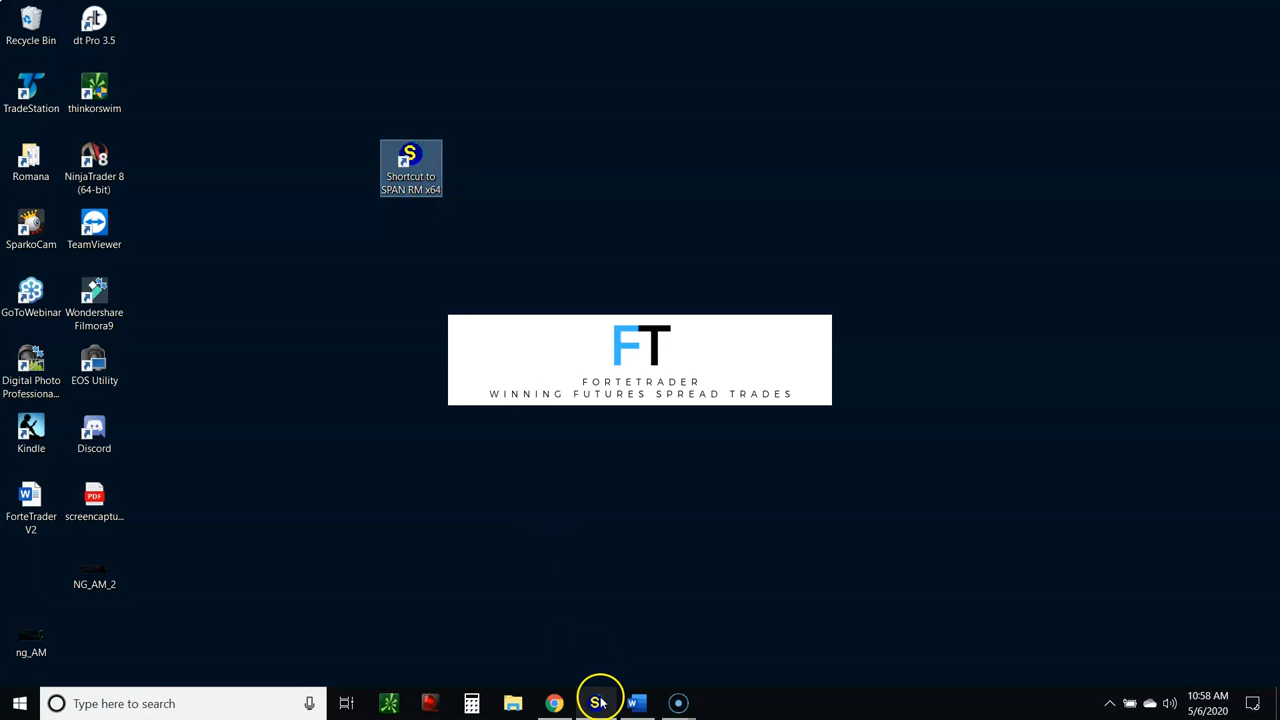 Recycle Bin
dt Pro 3.5
TradeStation
thinkorswim
Romana
NinjaTrader 8
(64-bit)
8
SparkoCam
TeamViewer
GoToWebinar
Wondershare
Filmora9
Digital Photo
Professiona...
EOS Utility
Kindle
Discord
ForteTrader
V2
PDF
screencaptu...
NG_AM_2
ng_AM
S
Shortcut to
SPAN RM x64
FT
FORTETRADER
WINNING FUTURES SPREAD TRADES
Type here to search
S
W
10:58 AM
5/6/2020